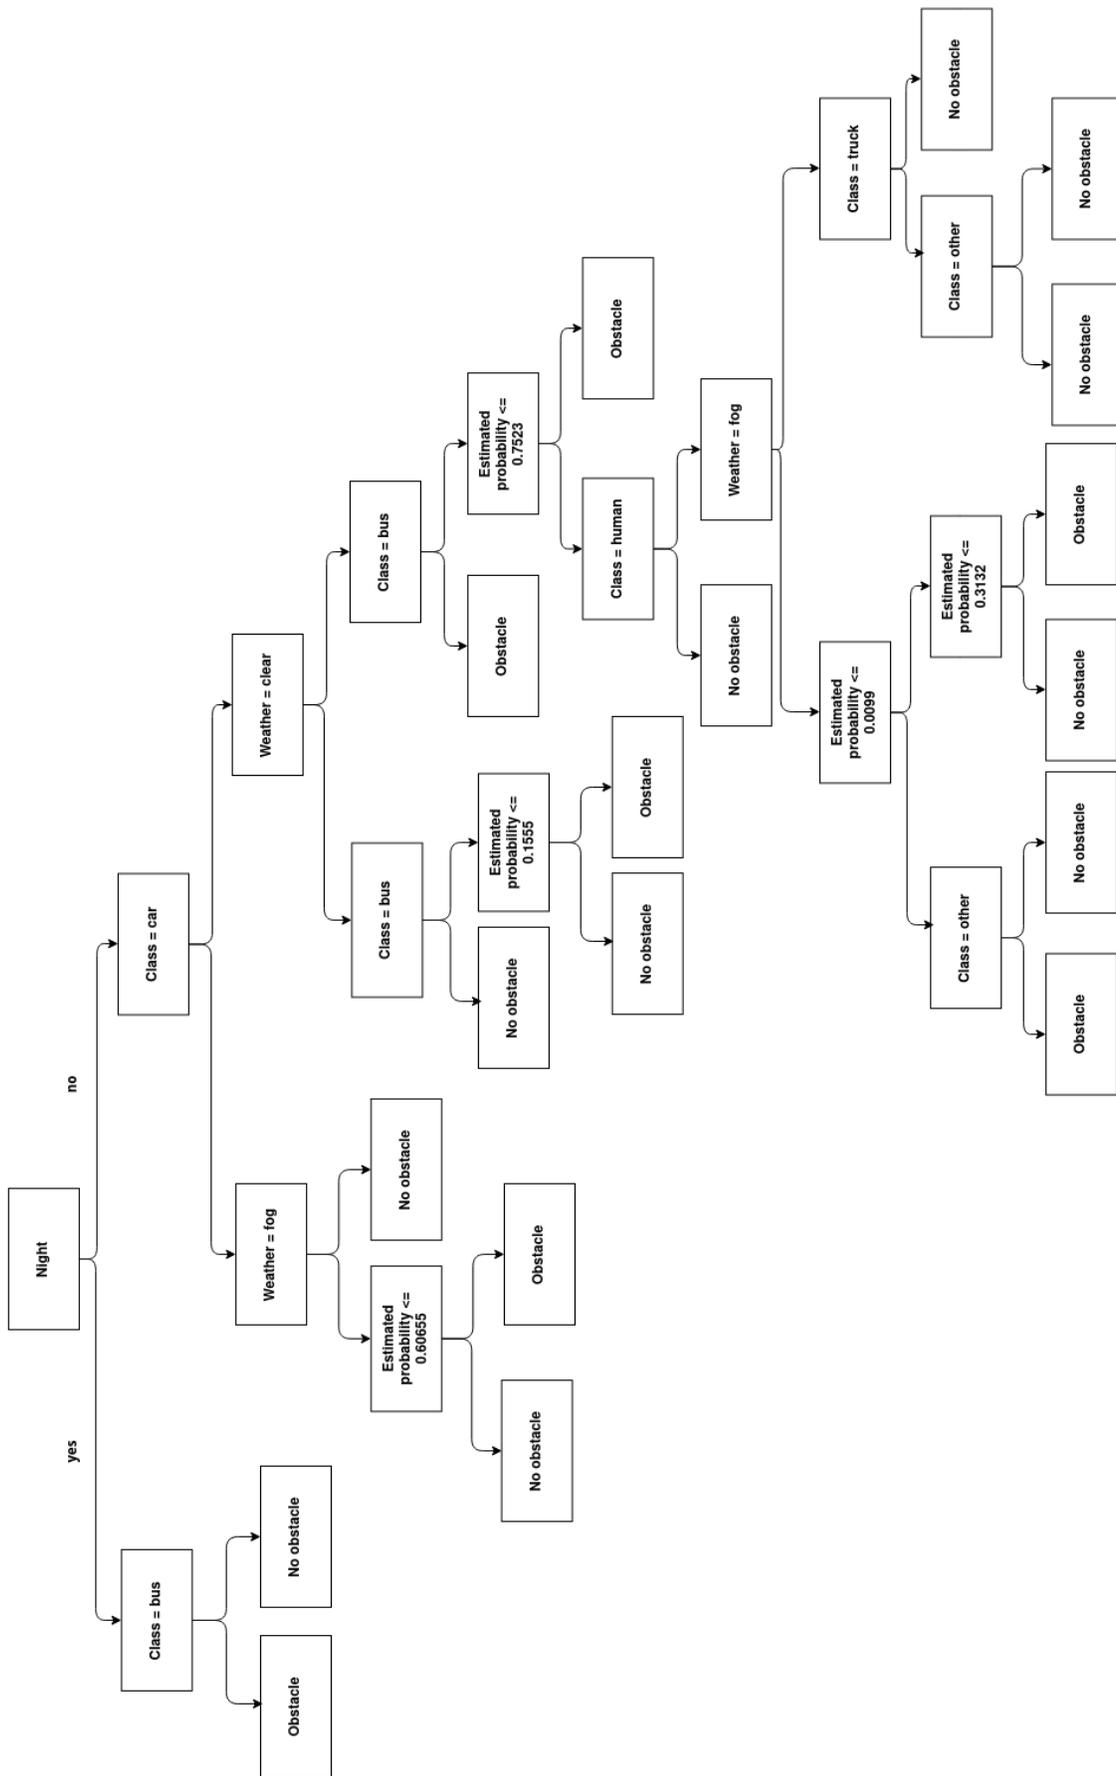 Night
yes
no
Class = bus
Class = car
Obstacle
No obstacle
Weather = fog
Weather = clear
Estimated
probability <=
0.60655
No obstacle
Class = bus
Class = bus
No obstacle
Obstacle
No obstacle
Estimated
probability <=
0.1555
Obstacle
Estimated
probability <=
0.7523
No obstacle
Obstacle
Class = human
Obstacle
No obstacle
Weather = fog
Estimated
probability <=
0.0099
Class = truck
Class = other
Estimated
probability <=
0.3132
Class = other
No obstacle
Obstacle
No obstacle
No obstacle
Obstacle
No obstacle
No obstacle